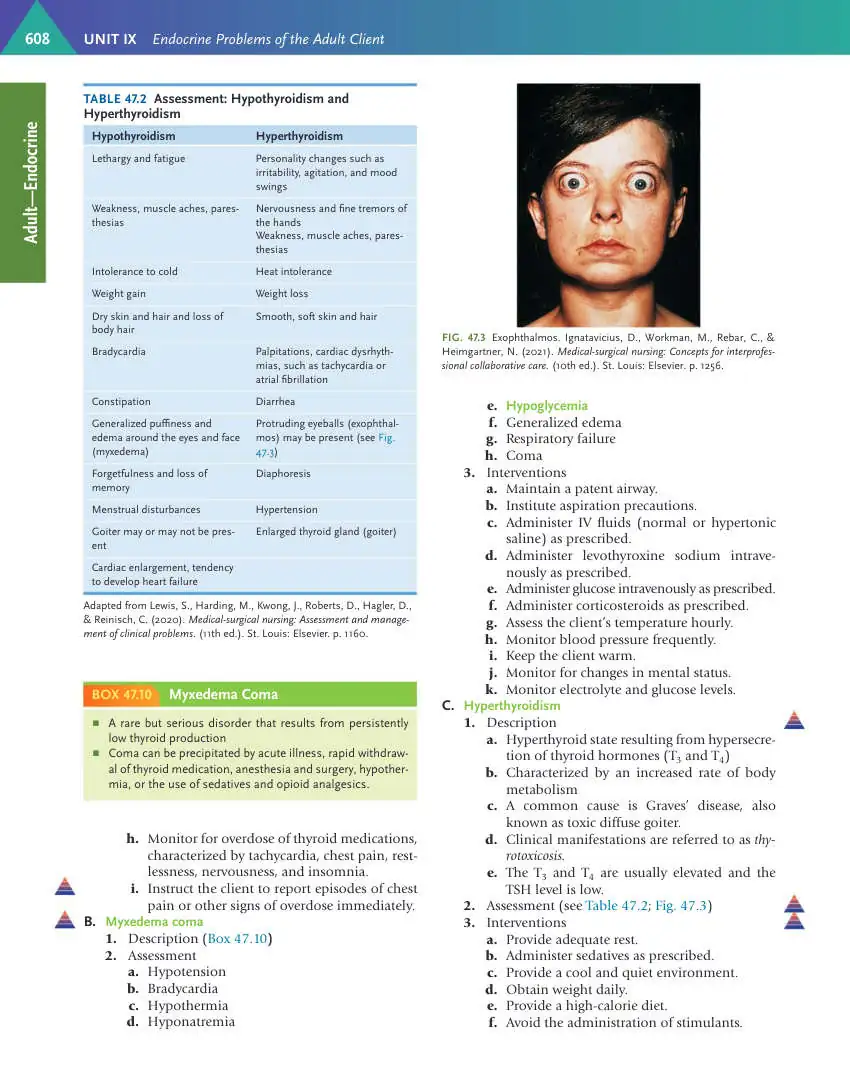 608
UNIT IX Endocrine Problems of the Adult Client
Adult—Endocrine
TABLE 47.2 Assessment: Hypothyroidism and
Hyperthyroidism
Hypothyroidism Hyperthyroidism
Lethargy and fatigue
Personality changes such as
irritability, agitation, and mood
swings
Weakness, muscle aches, pares-
thesias
Nervousness and fine tremors of
the hands
Weakness, muscle aches, pares-
thesias
Intolerance to cold
Heat intolerance
Weight gain
Weight loss
Dry skin and hair and loss of
body hair
Smooth, soft skin and hair
Bradycardia
Palpitations, cardiac dysrhyth-
mias, such as tachycardia or
atrial fibrillation
Constipation
Diarrhea
Generalized puffiness and
edema around the eyes and face
(myxedema)
Protruding eyeballs (exophthal-
mos) may be present (see Fig.
47.3)
Forgetfulness and loss of
memory
Diaphoresis
Menstrual disturbances
Hypertension
Goiter may or may not be pres-
ent
Enlarged thyroid gland (goiter)
Cardiac enlargement, tendency
to develop heart failure
Adapted from Lewis, S., Harding, M., Kwong, J., Roberts, D., Hagler, D.,
& Reinisch, C. (2020). Medical-surgical nursing: Assessment and manage-
ment of clinical problems. (11th ed.). St. Louis: Elsevier. p. 1160.
BOX 47.10 Myxedema Coma
■ A rare but serious disorder that results from persistently
low thyroid production
■ Coma can be precipitated by acute illness, rapid withdraw-
al of thyroid medication, anesthesia and surgery, hypother-
mia, or the use of sedatives and opioid analgesics.
h. Monitor for overdose of thyroid medications,
characterized by tachycardia, chest pain, rest-
lessness, nervousness, and insomnia.
i. Instruct the client to report episodes of chest
pain or other signs of overdose immediately.
B. Myxedema coma
1. Description (Box 47.10)
2. Assessment
a. Hypotension
b. Bradycardia
c. Hypothermia
d. Hyponatremia
FIG. 47.3 Exophthalmos. Ignatavicius, D., Workman, M., Rebar, C., &
Heimgartner, N. (2021). Medical-surgical nursing: Concepts for interprofes-
sional collaborative care. (10th ed.). St. Louis: Elsevier. p. 1256.
e. Hypoglycemia
f. Generalized edema
g. Respiratory failure
h. Coma
3. Interventions
a. Maintain a patent airway.
b. Institute aspiration precautions.
c. Administer IV fluids (normal or hypertonic
saline) as prescribed.
d. Administer levothyroxine sodium intrave-
nously as prescribed.
e. Administer glucose intravenously as prescribed.
f. Administer corticosteroids as prescribed.
g. Assess the client's temperature hourly.
h. Monitor blood pressure frequently.
i. Keep the client warm.
j. Monitor for changes in mental status.
k. Monitor electrolyte and glucose levels.
C. Hyperthyroidism
1. Description
a. Hyperthyroid state resulting from hypersecre-
tion of thyroid hormones (T3 and T4)
b. Characterized by an increased rate of body
metabolism
c. A common cause is Graves' disease, also
known as toxic diffuse goiter.
d. Clinical manifestations are referred to as thy-
rotoxicosis.
e. The T3 and T4 are usually elevated and the
TSH level is low.
2. Assessment (see Table 47.2; Fig. 47.3)
3. Interventions
a. Provide adequate rest.
b. Administer sedatives as prescribed.
c. Provide a cool and quiet environment.
d. Obtain weight daily.
e. Provide a high-calorie diet.
f. Avoid the administration of stimulants.